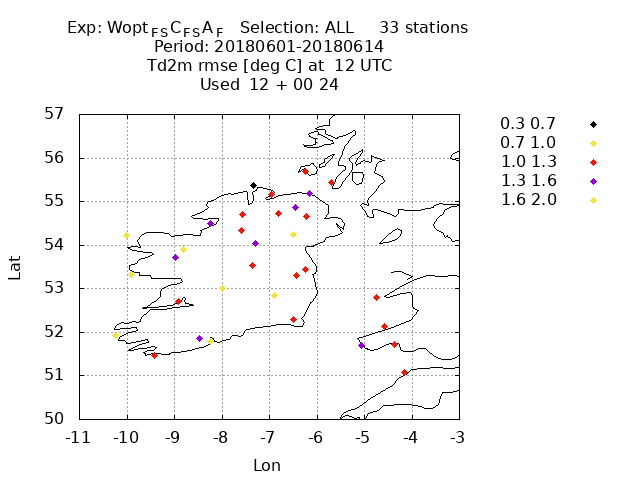 Exp: Wopt_FS C_FS A_F   Selection: ALL     33 stations
Period: 20180601-20180614
Td2m rmse [deg C] at  12 UTC
Used  12 + 00 24
57
56
55
54
53
52
51
50
Lat
-11 -10 -9 -8 -7 -6 -5 -4 -3
Lon
0.3 0.7
0.7 1.0
1.0 1.3
1.3 1.6
1.6 2.0